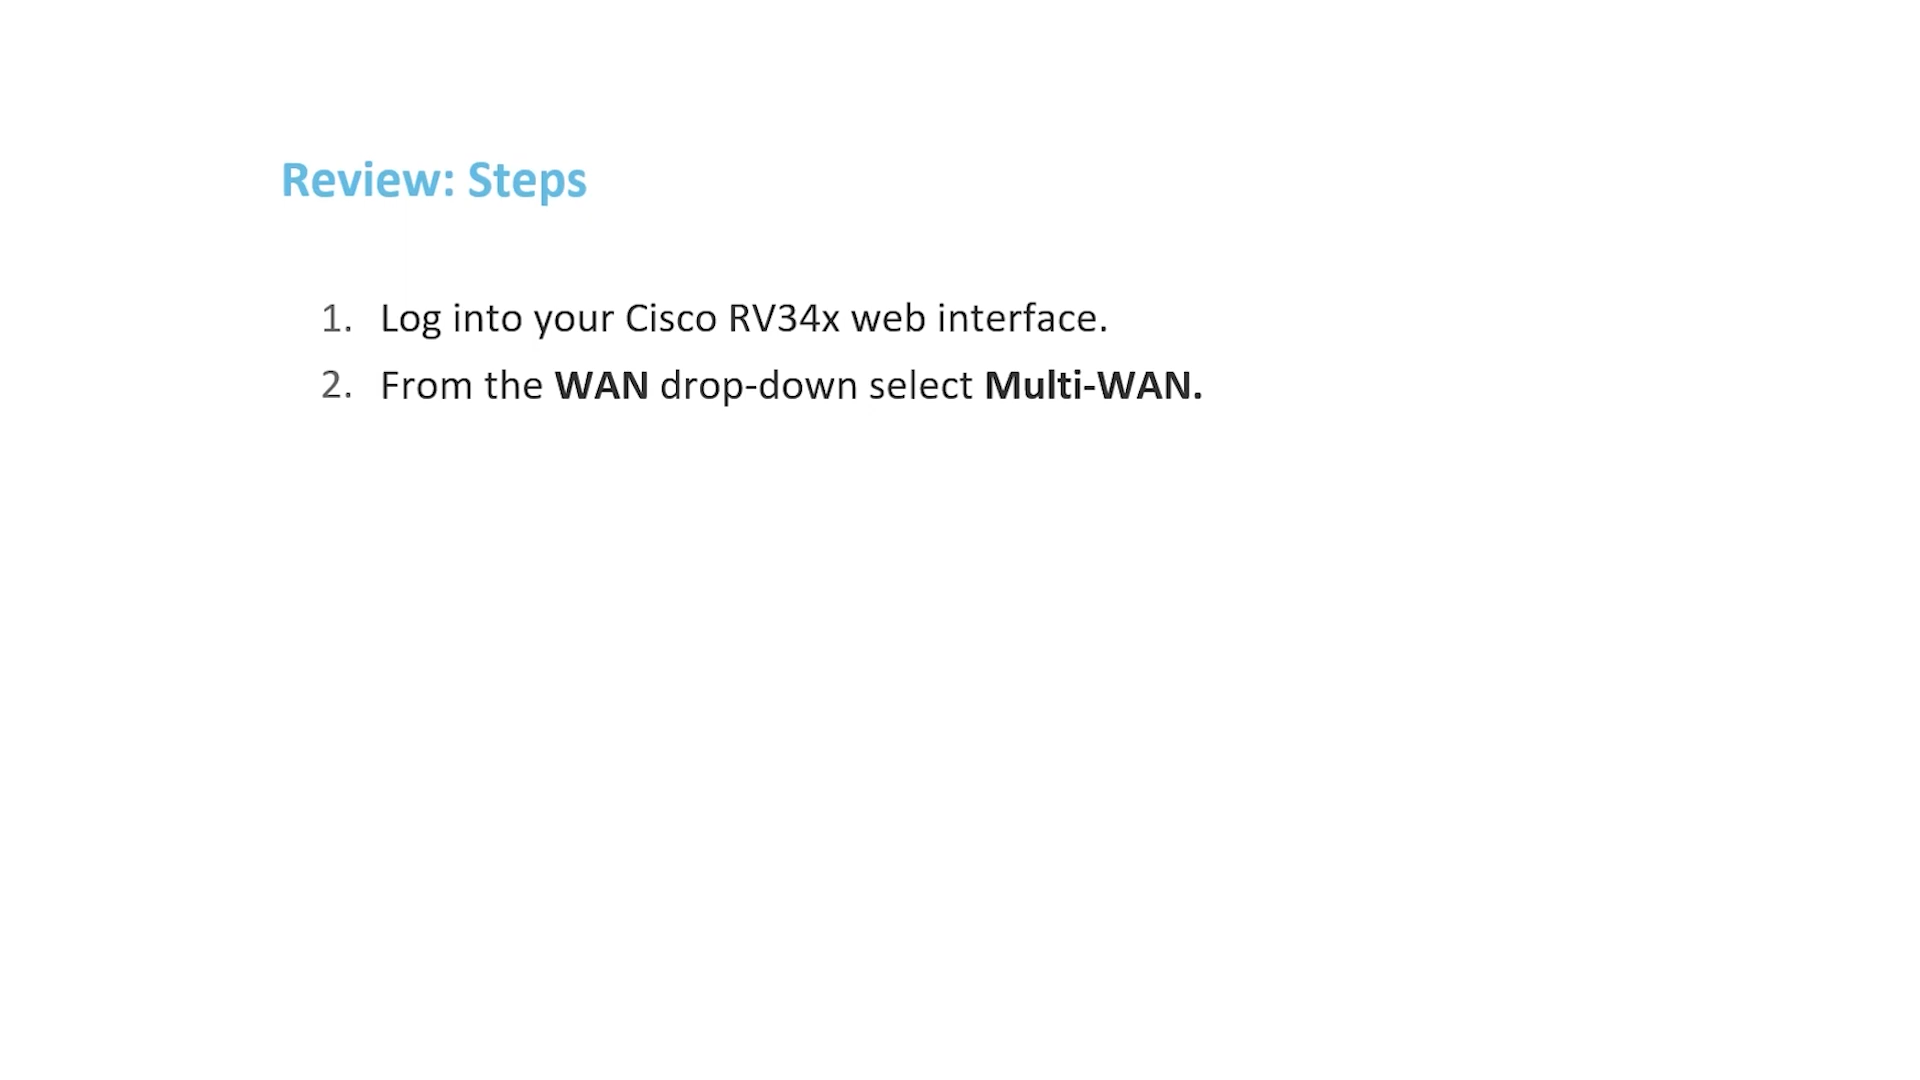 Review: Steps
1. Log into your Cisco RV34x web interface.
2. From the WAN drop-down select Multi-WAN.